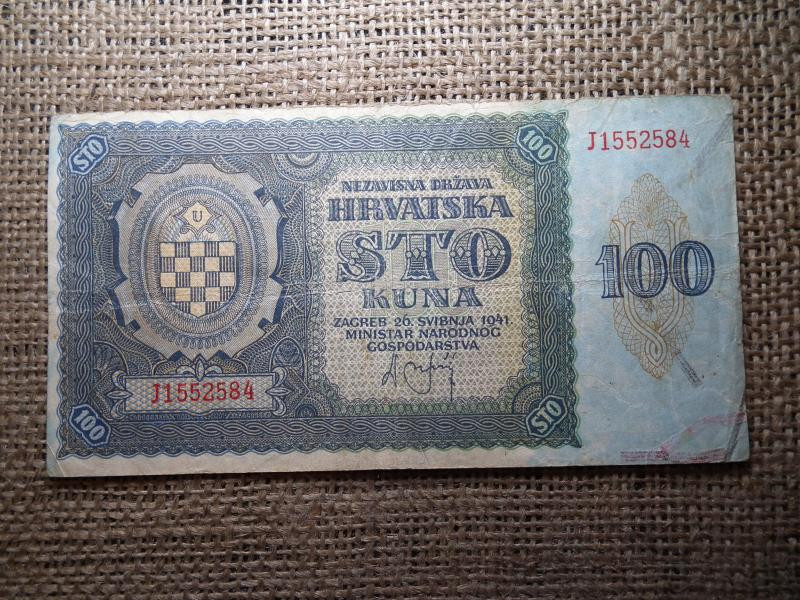 STO
100
J1552584
U
NEZAVISNA DRŽAVA
HRVATSKA
STO
KUNA
ZAGREB 26. SVIBNJA 1941.
MINISTAR NARODNOG
GOSPODARSTVA
100
J1552584
100
STO